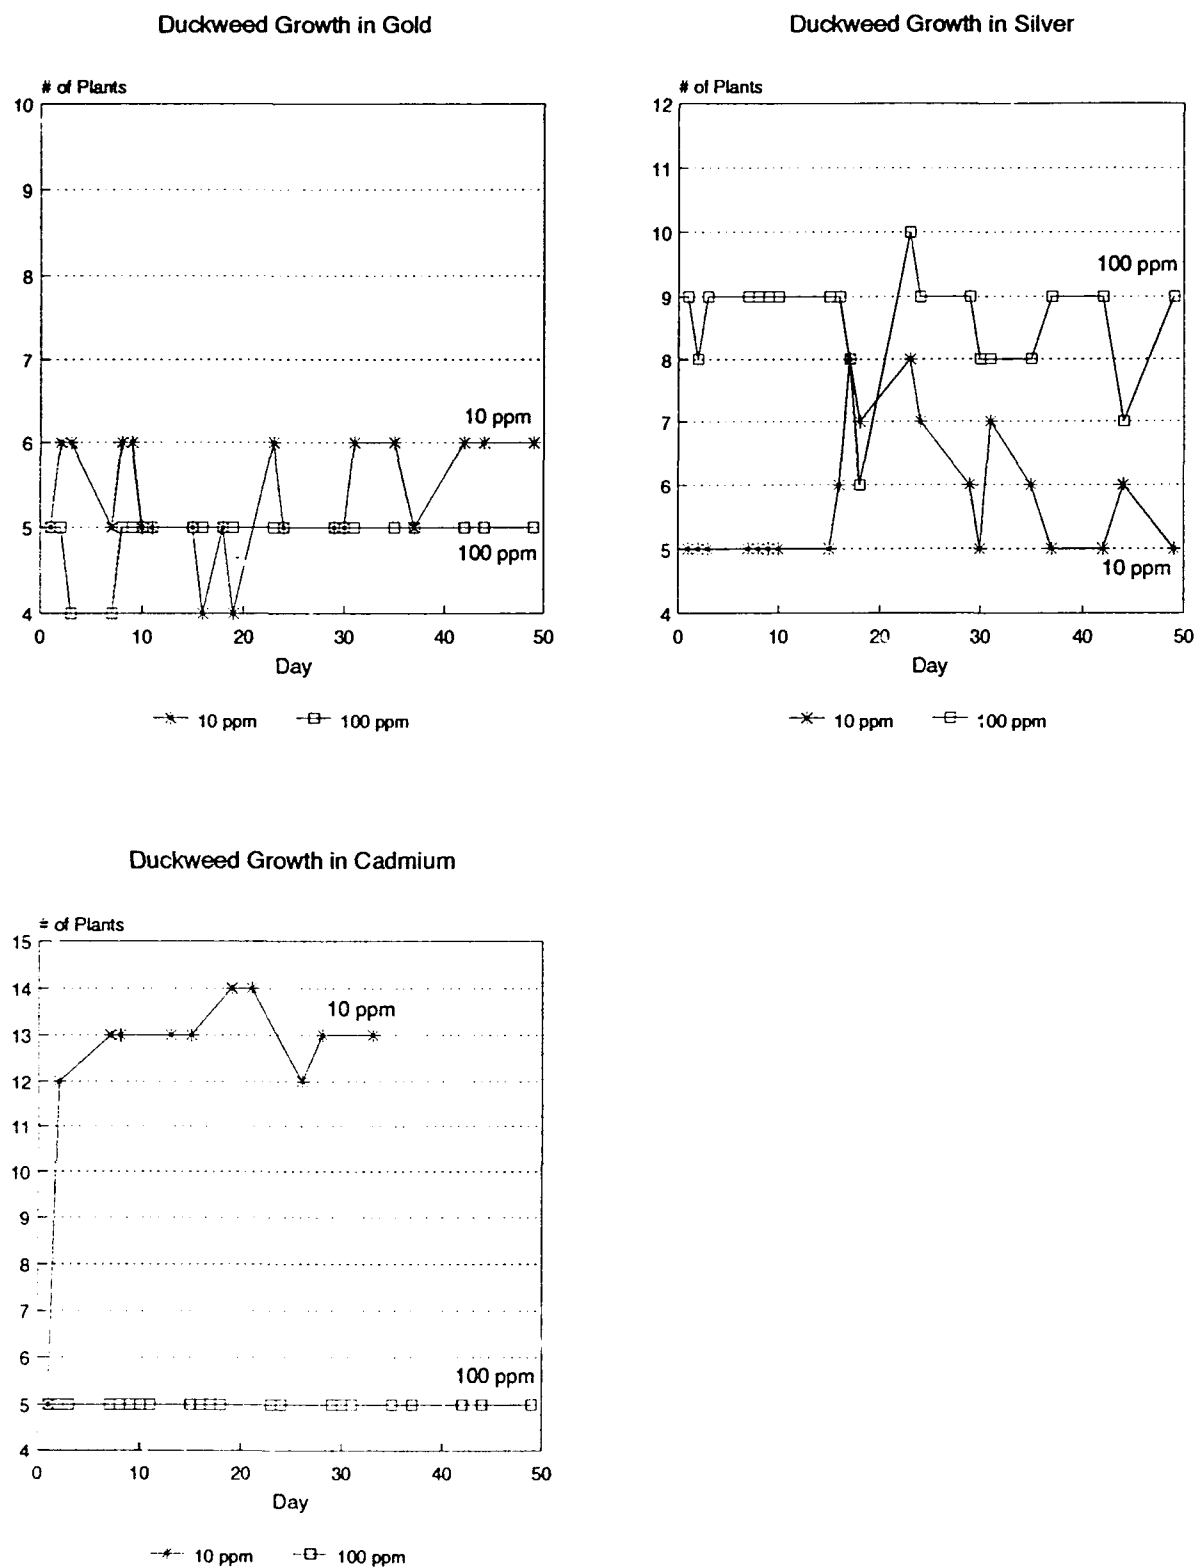 Duckweed Growth in Gold
# of Plants
10
9
8
7
6
5
4
10 ppm
100 ppm
0 10 20 30 40 50
Day
10 ppm 100 ppm
Duckweed Growth in Silver
# of Plants
12
11
10
9
8
7
6
5
4
100 ppm
10 ppm
0 10 20 30 40 50
Day
10 ppm 100 ppm
Duckweed Growth in Cadmium
# of Plants
15
14
13
12
11
10
9
8
7
6
5
4
10 ppm
100 ppm
0 10 20 30 40 50
Day
10 ppm 100 ppm